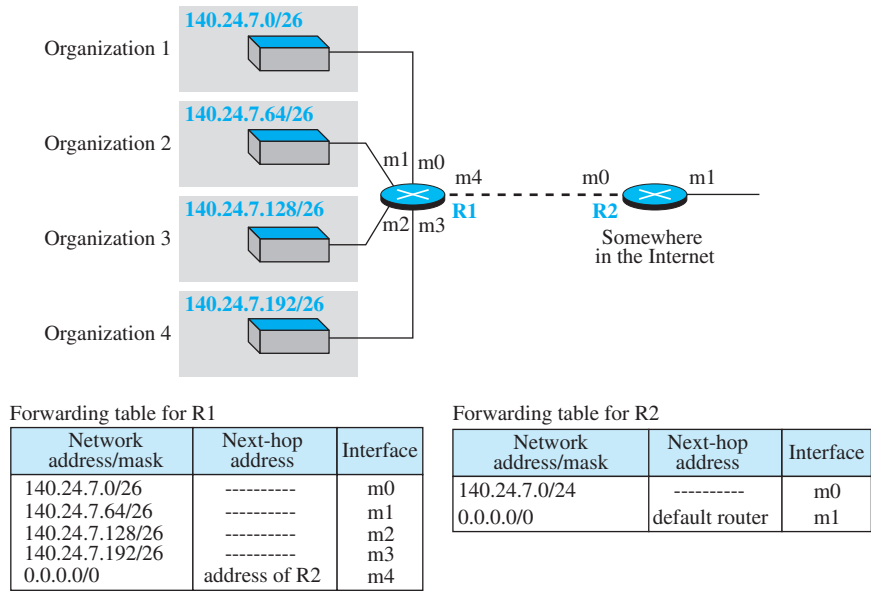 140.24.7.0/26
Organization 1
140.24.7.64/26
Organization 2
m1 m0
m4 m0 m1
140.24.7.128/26
m2 m3 R1 R2
Organization 3
Somewhere
in the Internet
140.24.7.192/26
Organization 4
Forwarding table for R1
Network address/mask Next-hop address Interface
140.24.7.0/26 ---------- m0
140.24.7.64/26 ---------- m1
140.24.7.128/26 ---------- m2
140.24.7.192/26 ---------- m3
0.0.0.0/0 address of R2 m4
Forwarding table for R2
Network address/mask Next-hop address Interface
140.24.7.0/24 ---------- m0
0.0.0.0/0 default router m1